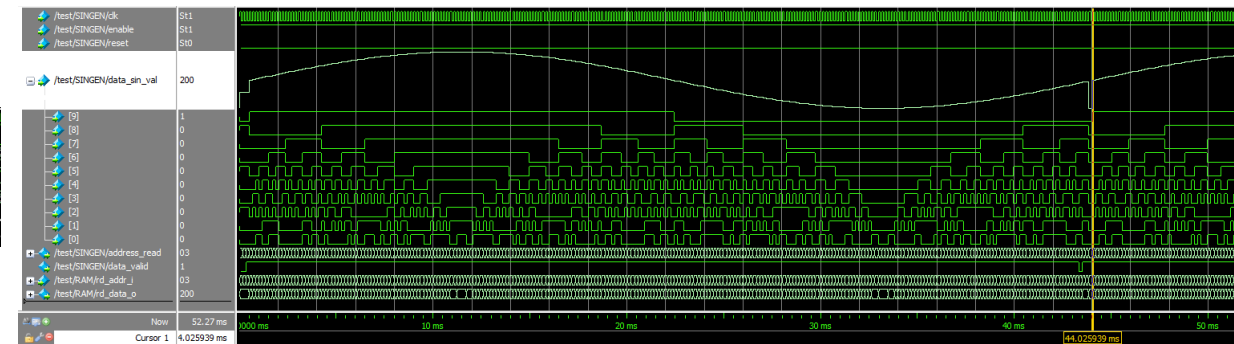 /test/SINGEN/clk St1
/test/SINGEN/enable St1
/test/SINGEN/reset St0
/test/SINGEN/data_sin_val 200
[9] 1
[8] 0
[7] 0
[6] 0
[5] 0
[4] 0
[3] 0
[2] 0
[1] 0
[0] 0
/test/SINGEN/address_read 03
/test/SINGEN/data_valid 1
/test/RAM/rd_addr_i 03
/test/RAM/rd_data_o 200
Now 52.27 ms 0000 ms 10 ms 20 ms 30 ms 40 ms 50 ms
Cursor 1 4.025939 ms 44.025939 ms